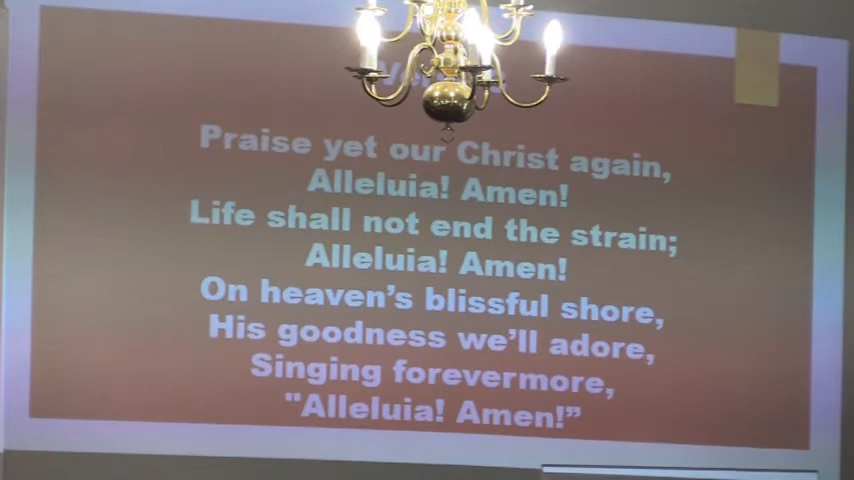 Praise yet our Christ again,
Alleluia! Amen!
Life shall not end the strain;
Alleluia! Amen!
On heaven’s blissful shore,
His goodness we’ll adore,
Singing forevermore,
"Alleluia! Amen!”